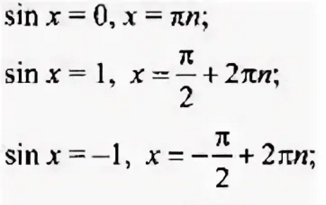 sin x = 0, x = πn;
sin x = 1, x = π/2 + 2πn;
sin x = −1, x = −π/2 + 2πn;